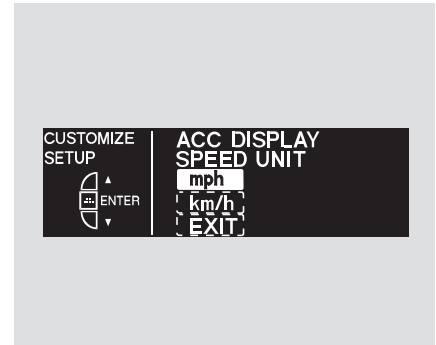 CUSTOMIZE
SETUP
ENTER
ACC DISPLAY
SPEED UNIT
mph
km/h
EXIT